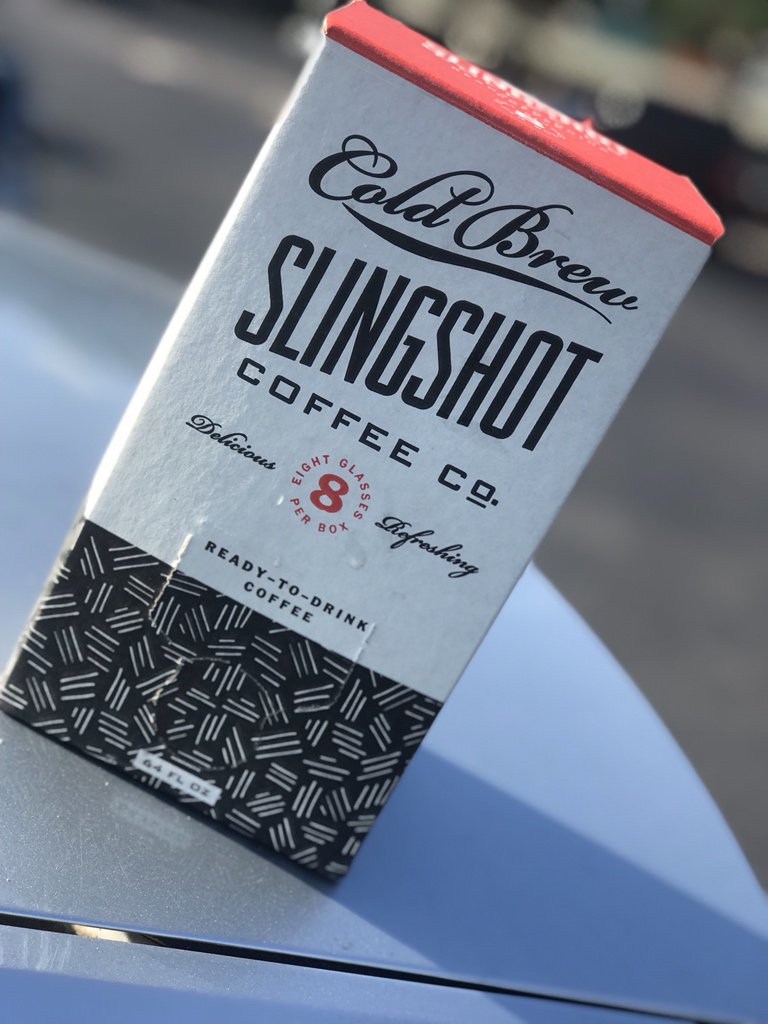 Cold Brew
SLINGSHOT
COFFEE CO.
Delicious
EIGHT GLASSES
8
PER BOX
Refreshing
READY-TO-DRINK
COFFEE
64 FL OZ